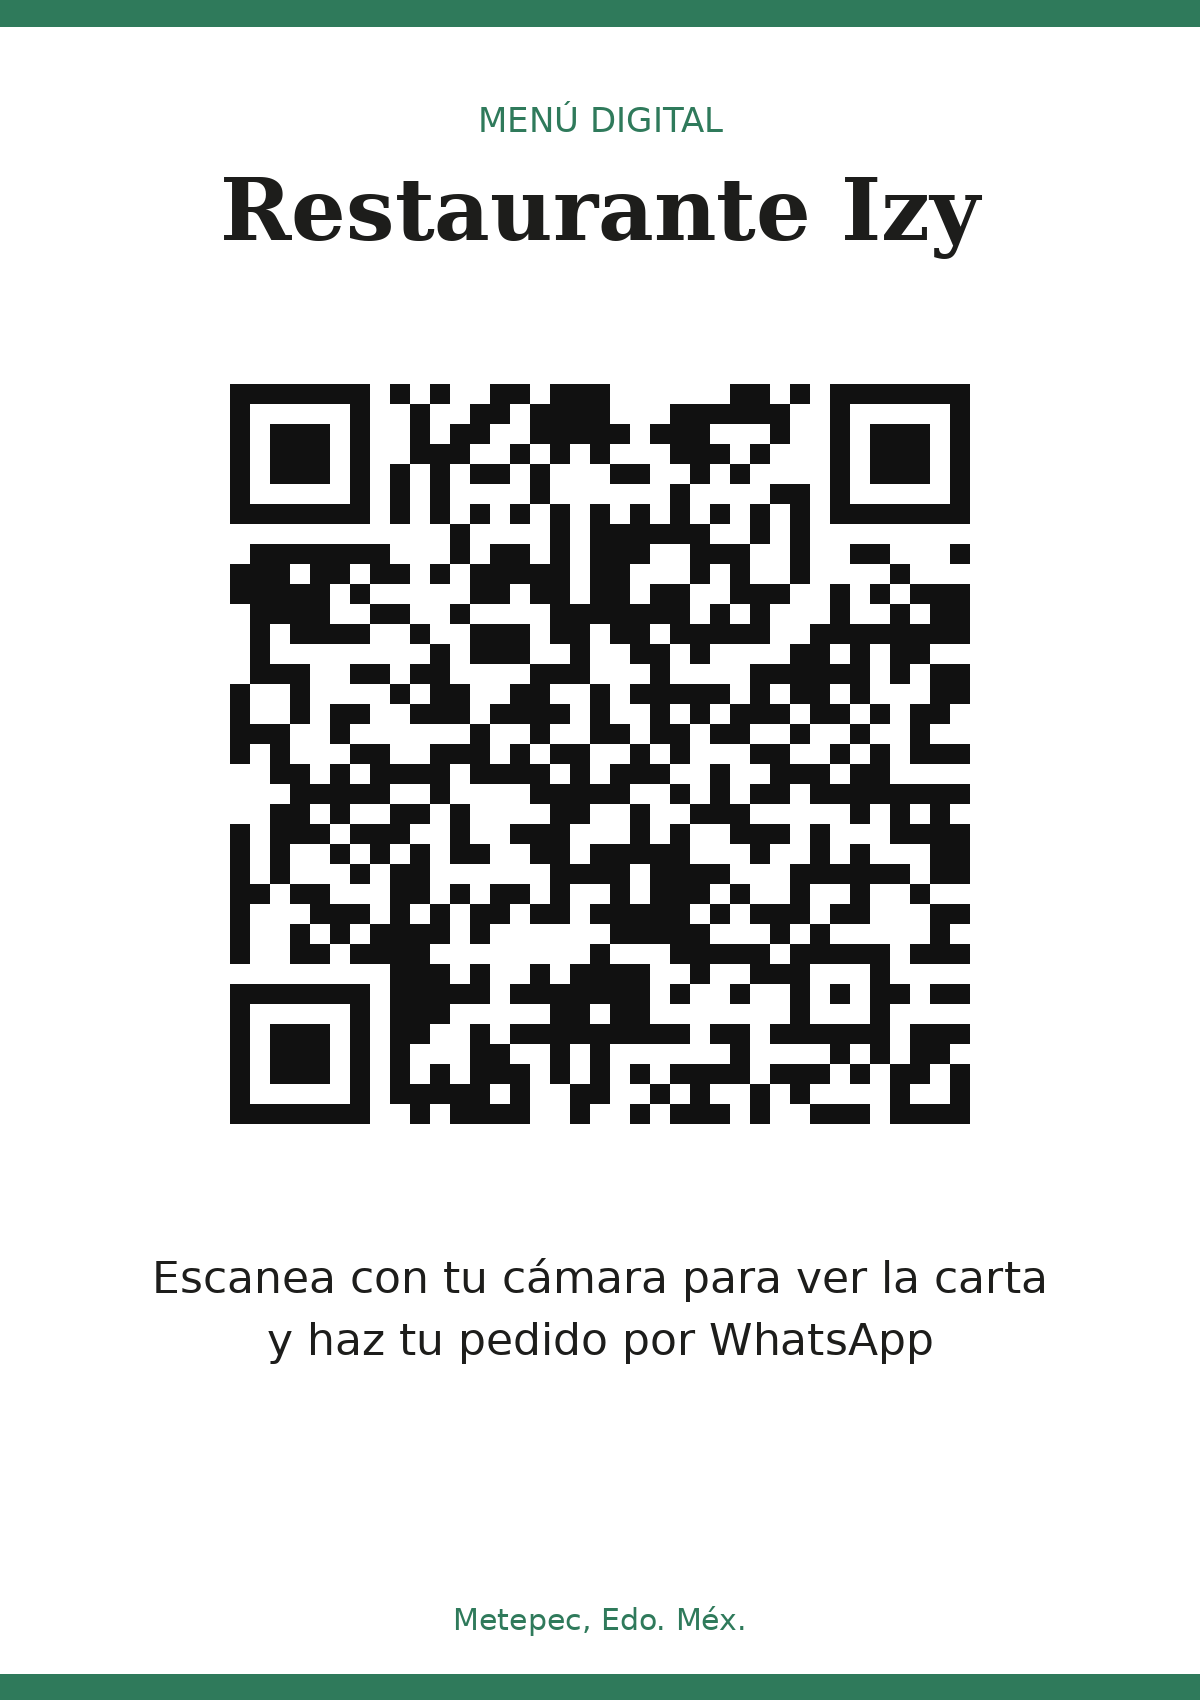 MENÚ DIGITAL
Restaurante Izy
Escanea con tu cámara para ver la carta
y haz tu pedido por WhatsApp
Metepec, Edo. Méx.